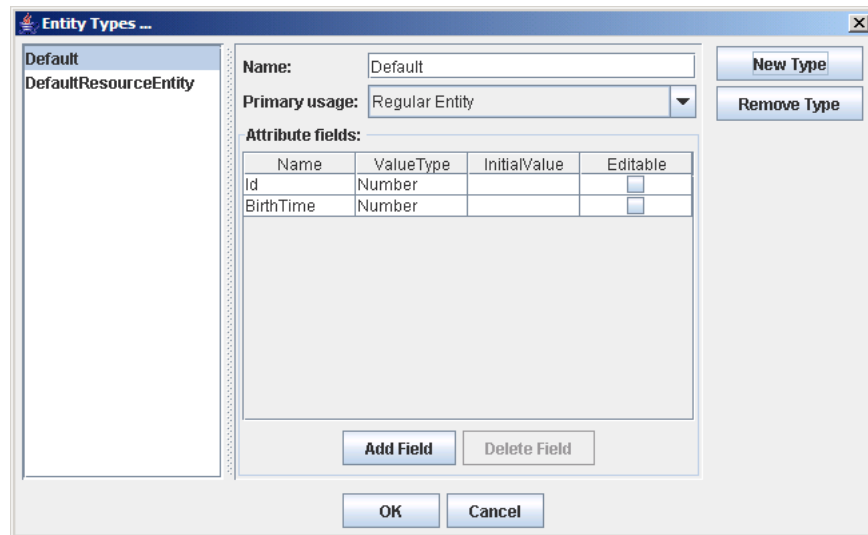 Entity Types ...
Default
DefaultResourceEntity
Name: Default
Primary usage: Regular Entity
Attribute fields:
Name ValueType InitialValue Editable
Id Number
BirthTime Number
Add Field Delete Field
New Type
Remove Type
OK Cancel